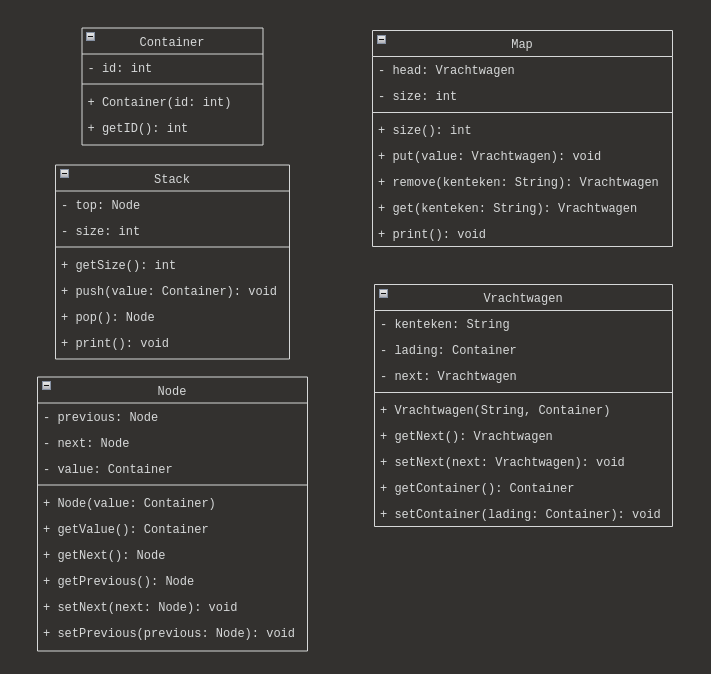 Container
- id: int
+ Container(id: int)
+ getID(): int
Stack
- top: Node
- size: int
+ getSize(): int
+ push(value: Container): void
+ pop(): Node
+ print(): void
Node
- previous: Node
- next: Node
- value: Container
+ Node(value: Container)
+ getValue(): Container
+ getNext(): Node
+ getPrevious(): Node
+ setNext(next: Node): void
+ setPrevious(previous: Node): void
Map
- head: Vrachtwagen
- size: int
+ size(): int
+ put(value: Vrachtwagen): void
+ remove(kenteken: String): Vrachtwagen
+ get(kenteken: String): Vrachtwagen
+ print(): void
Vrachtwagen
- kenteken: String
- lading: Container
- next: Vrachtwagen
+ Vrachtwagen(String, Container)
+ getNext(): Vrachtwagen
+ setNext(next: Vrachtwagen): void
+ getContainer(): Container
+ setContainer(lading: Container): void